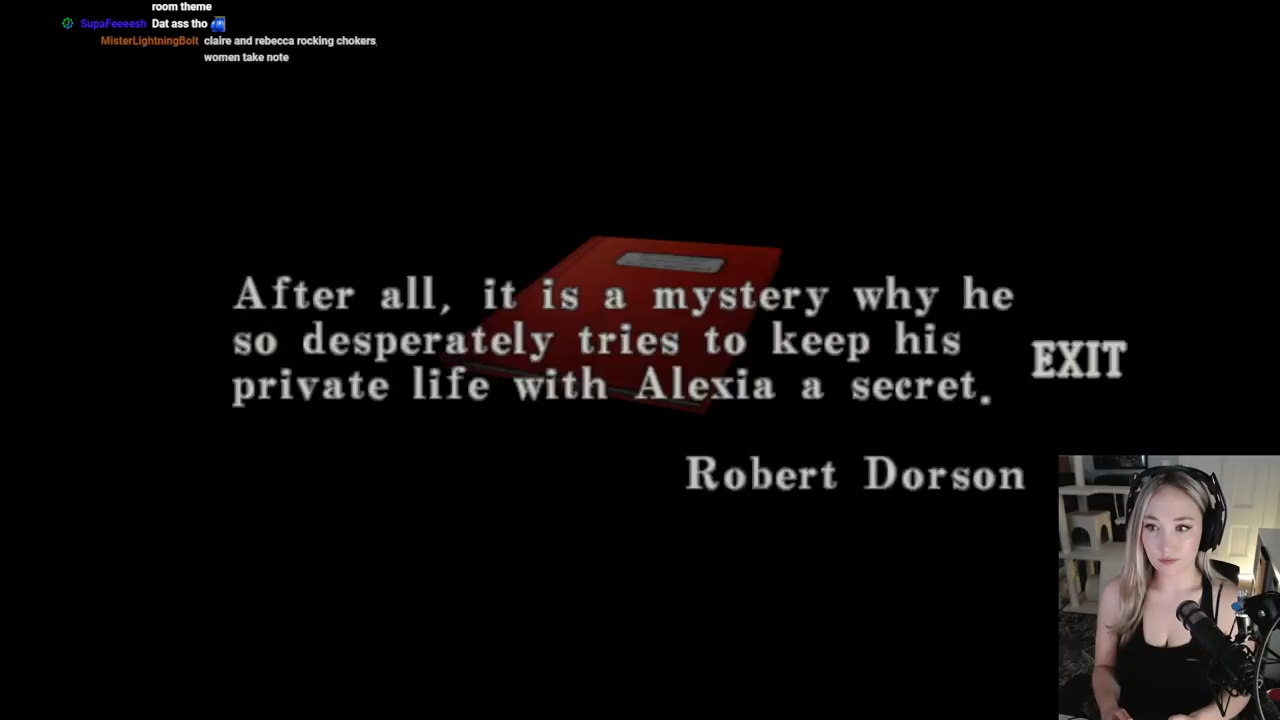 room theme
SupaFeeeesh Dat ass tho
MisterLightningBolt claire and rebecca rocking chokers,
women take note
After all, it is a mystery why he
so desperately tries to keep his
private life with Alexia a secret.
EXIT
Robert Dorson